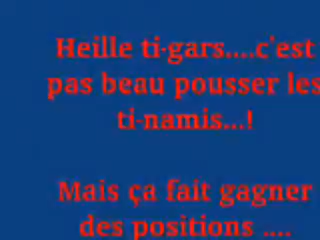 Heille ti-gars....c'est
pas beau pousser les
ti-namis...!
Mais ça fait gagner
des positions ....